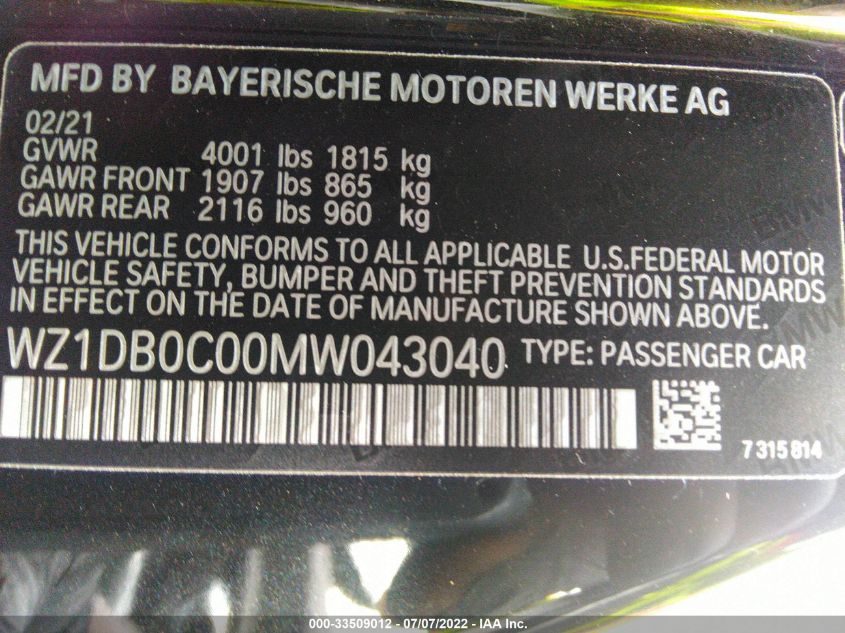 MFD BY BAYERISCHE MOTOREN WERKE AG
02/21
GVWR 4001 lbs 1815 kg
GAWR FRONT 1907 lbs 865 kg
GAWR REAR 2116 lbs 960 kg
THIS VEHICLE CONFORMS TO ALL APPLICABLE U.S.FEDERAL MOTOR
VEHICLE SAFETY, BUMPER AND THEFT PREVENTION STANDARDS
IN EFFECT ON THE DATE OF MANUFACTURE SHOWN ABOVE.
WZ1DB0C00MW043040 TYPE: PASSENGER CAR
7315814
000-33509012 - 07/07/2022 - IAA Inc.